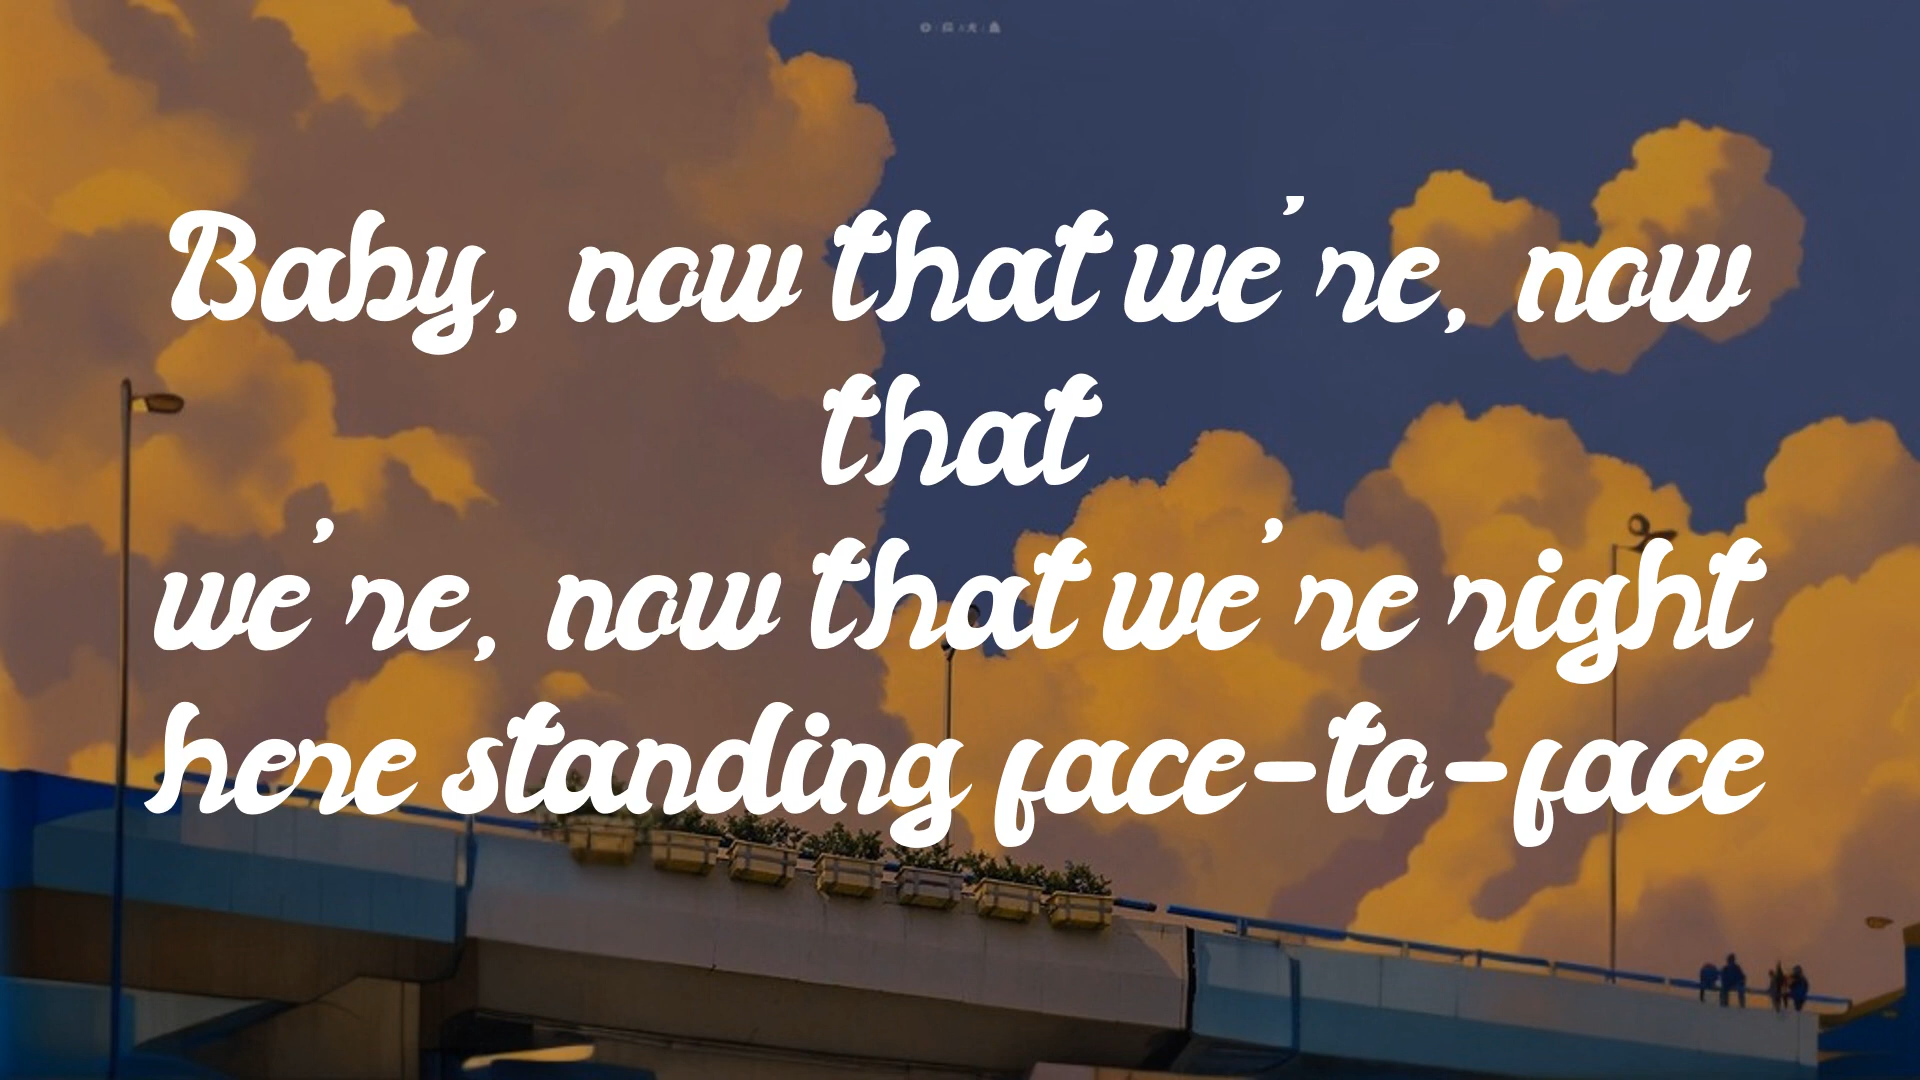 Baby, now that we're, now
that
we're, now that we're right
here standing face-to-face